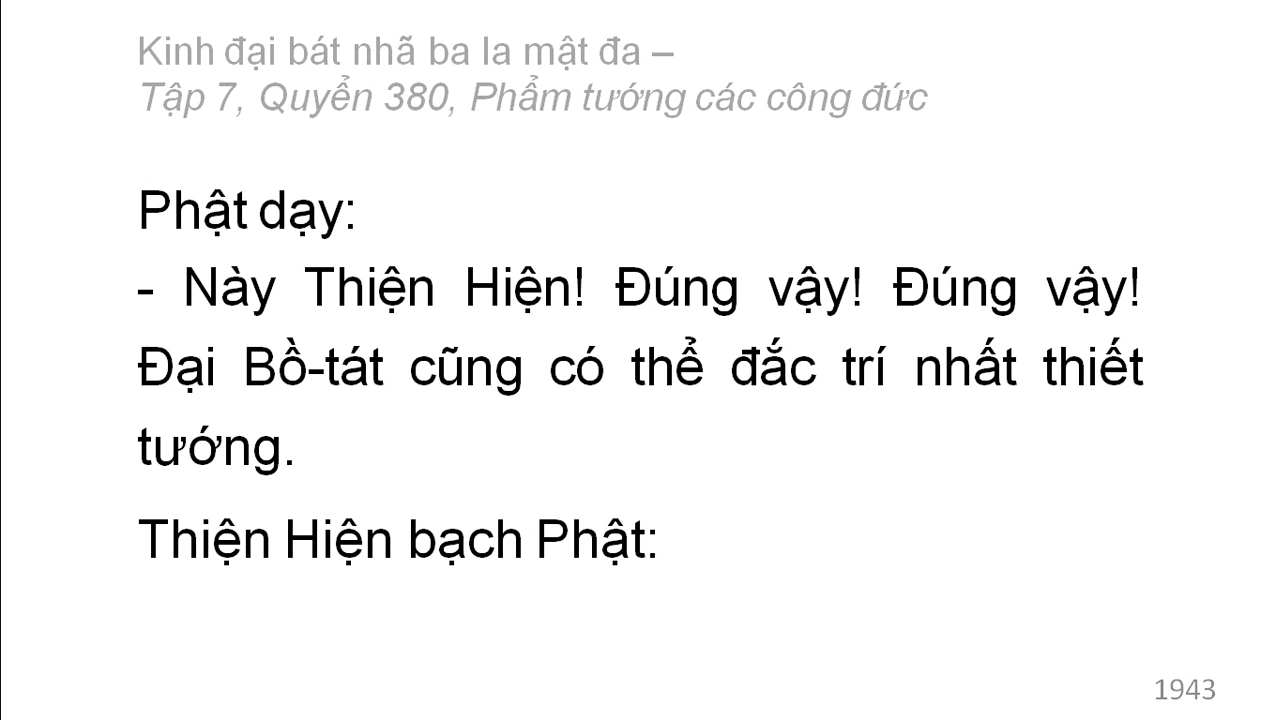 Kinh đại bát nhã ba la mật đa –
Tập 7, Quyển 380, Phẩm tướng các công đức
Phật dạy:
- Này Thiện Hiện! Đúng vậy! Đúng vậy!
Đại Bồ-tát cũng có thể đắc trí nhất thiết
tướng.
Thiện Hiện bạch Phật:
1943